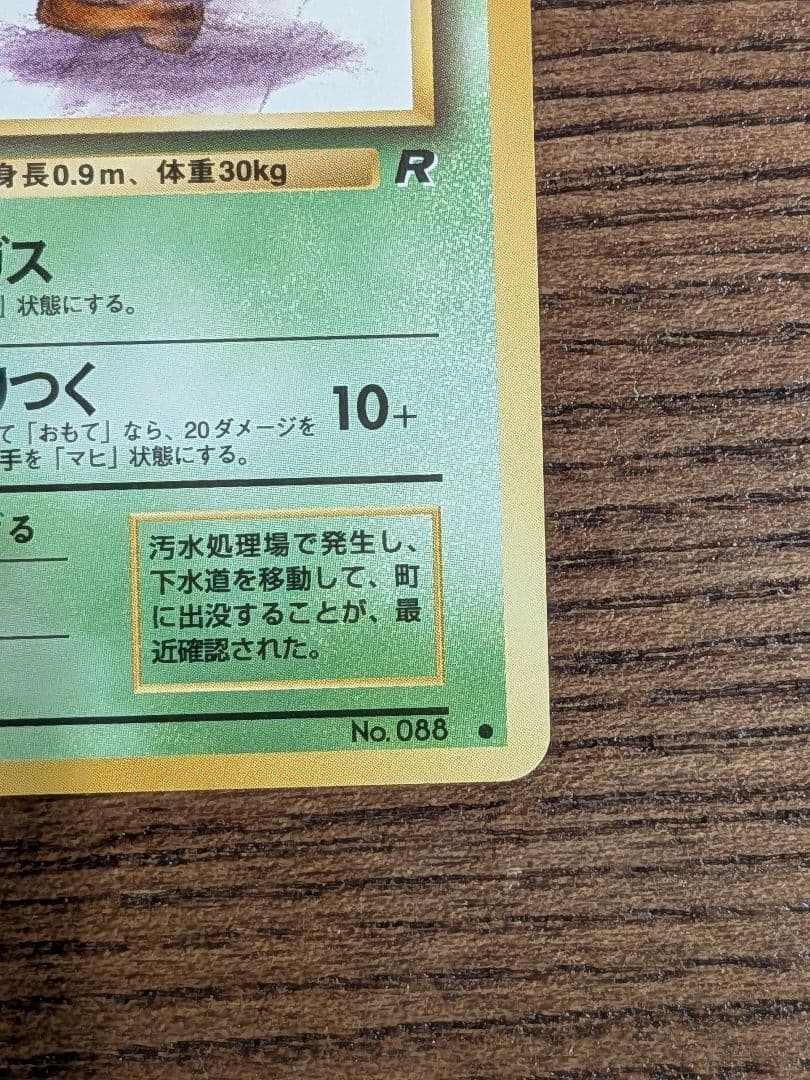 身長0.9m、体重30kg R
ガス
」状態にする。
りつく
て「おもて」なら、20ダメージを 10+
手を「マヒ」状態にする。
る
汚水処理場で発生し、
下水道を移動して、町
に出没することが、最
近確認された。
No.088 ●